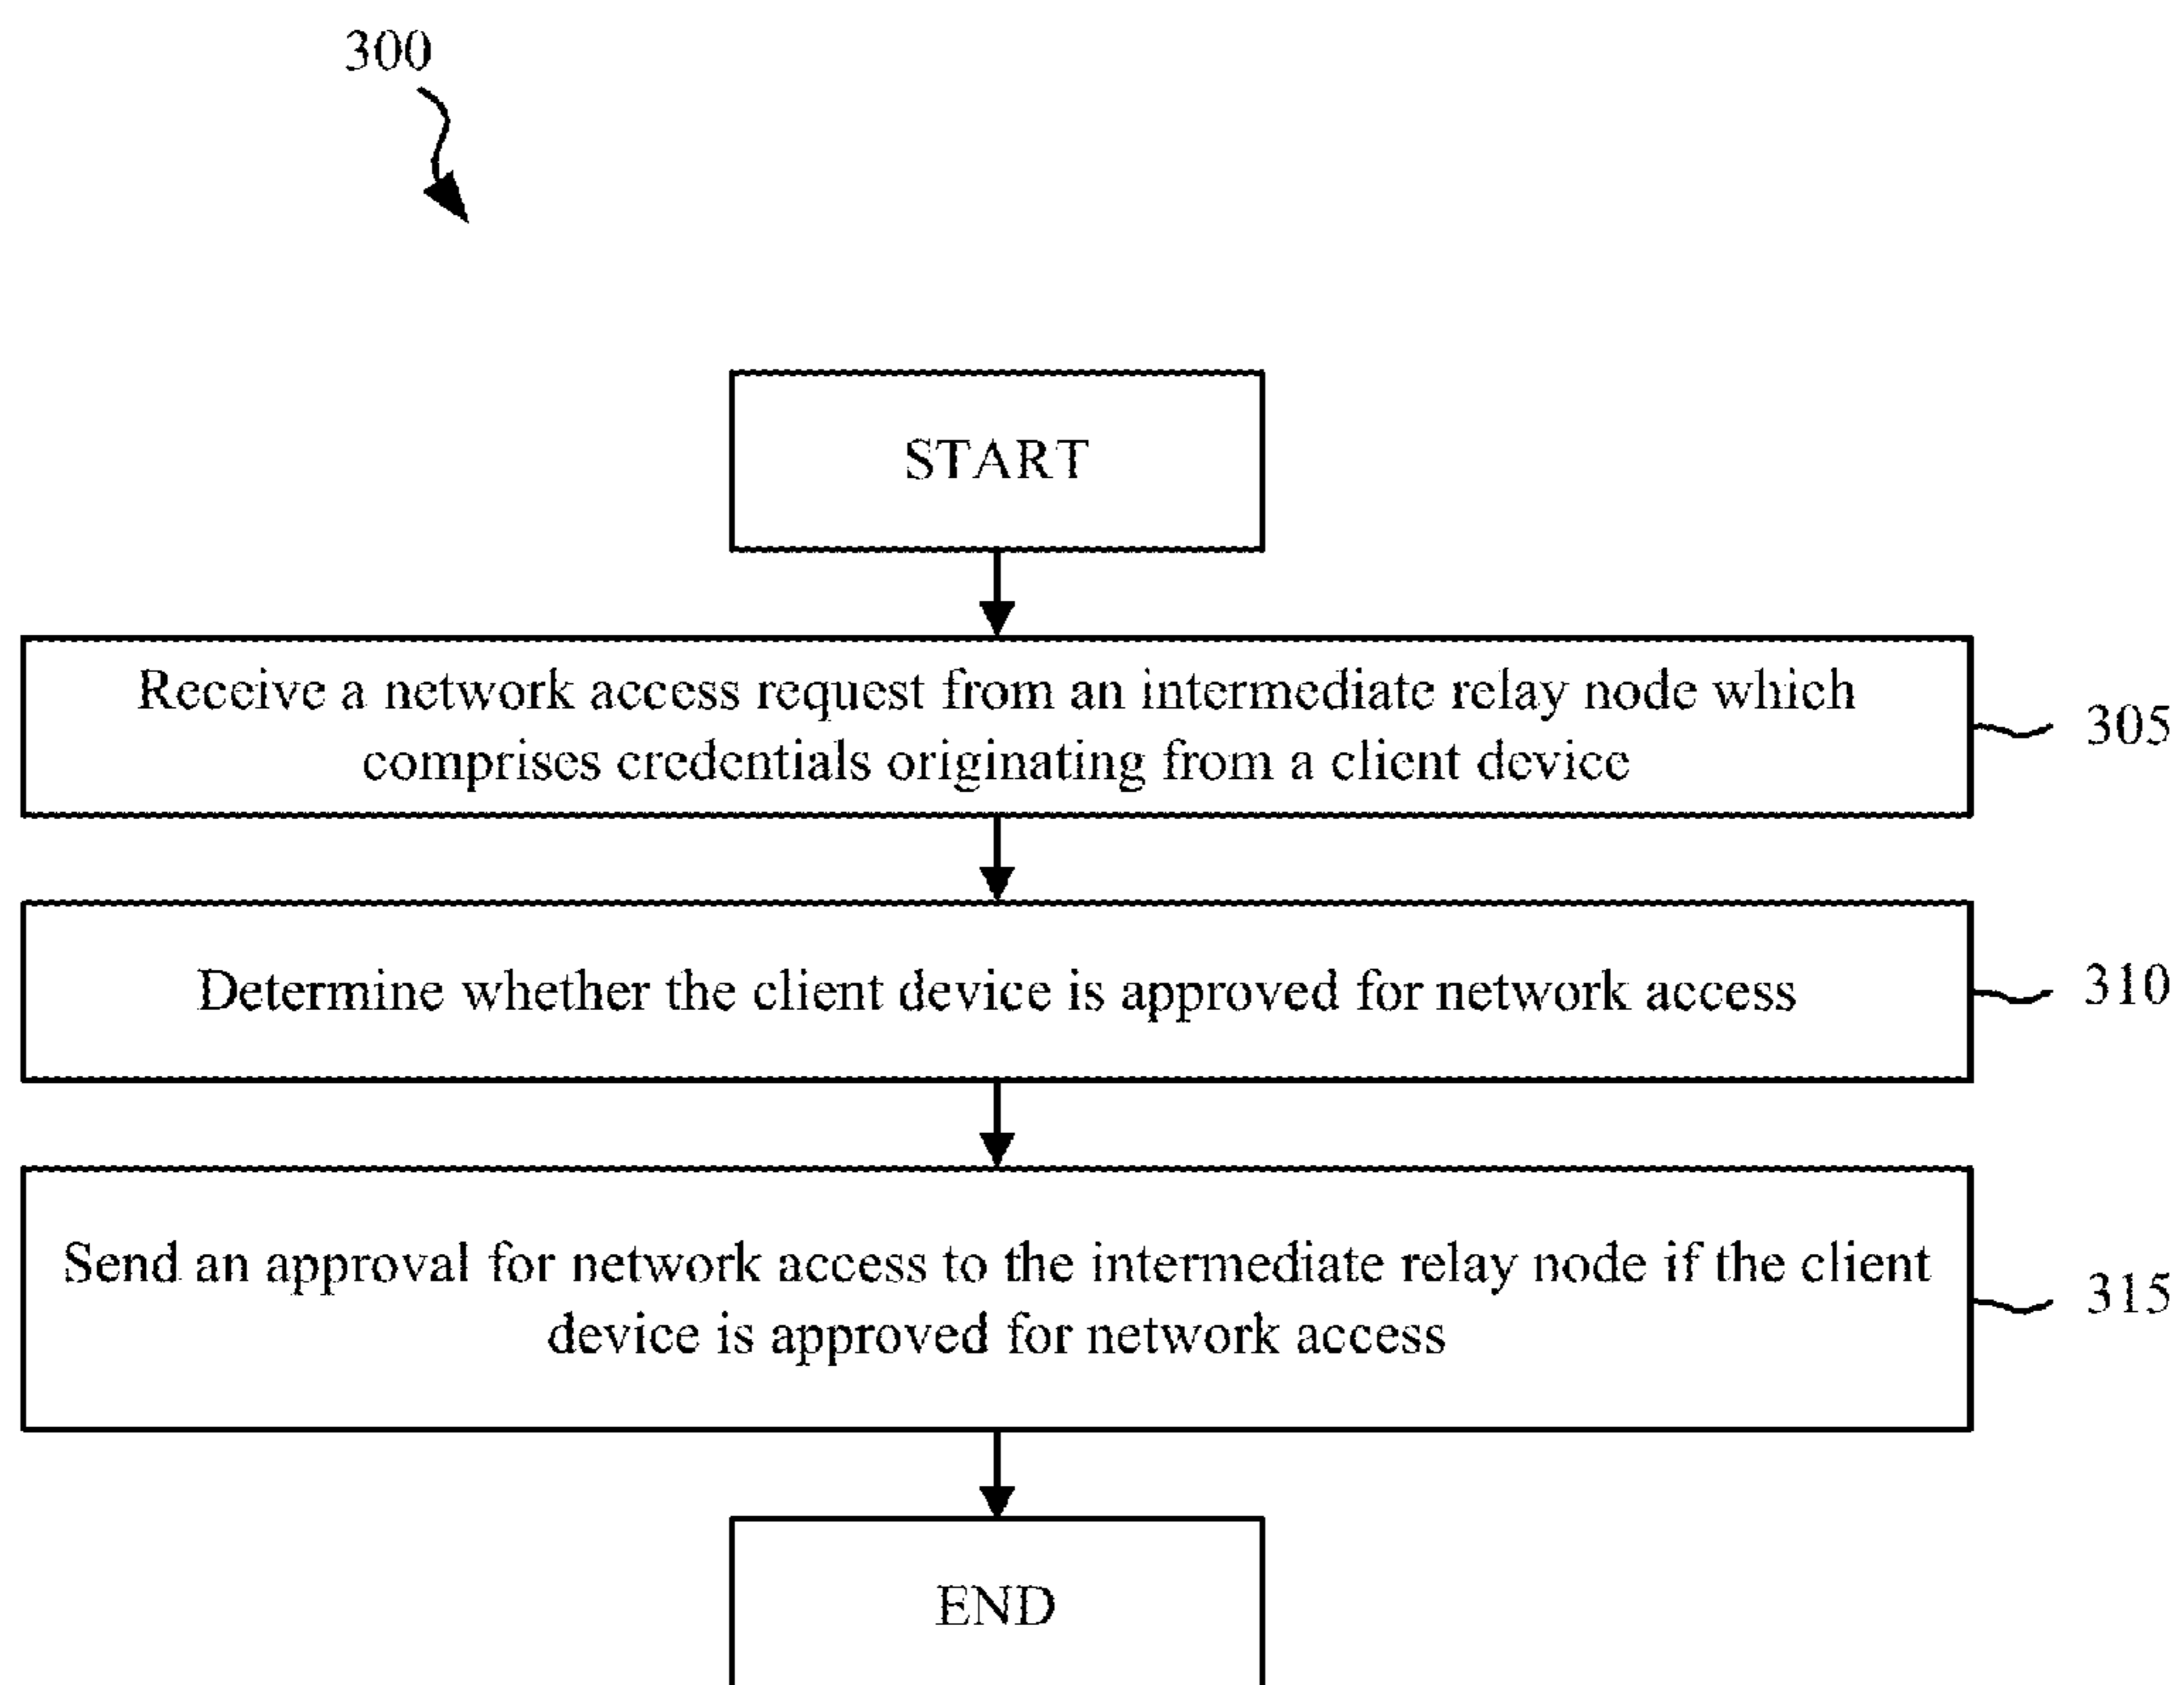 300
START
Receive a network access request from an intermediate relay node which
comprises credentials originating from a client device
305
Determine whether the client device is approved for network access
310
Send an approval for network access to the intermediate relay node if the client
device is approved for network access
315
END